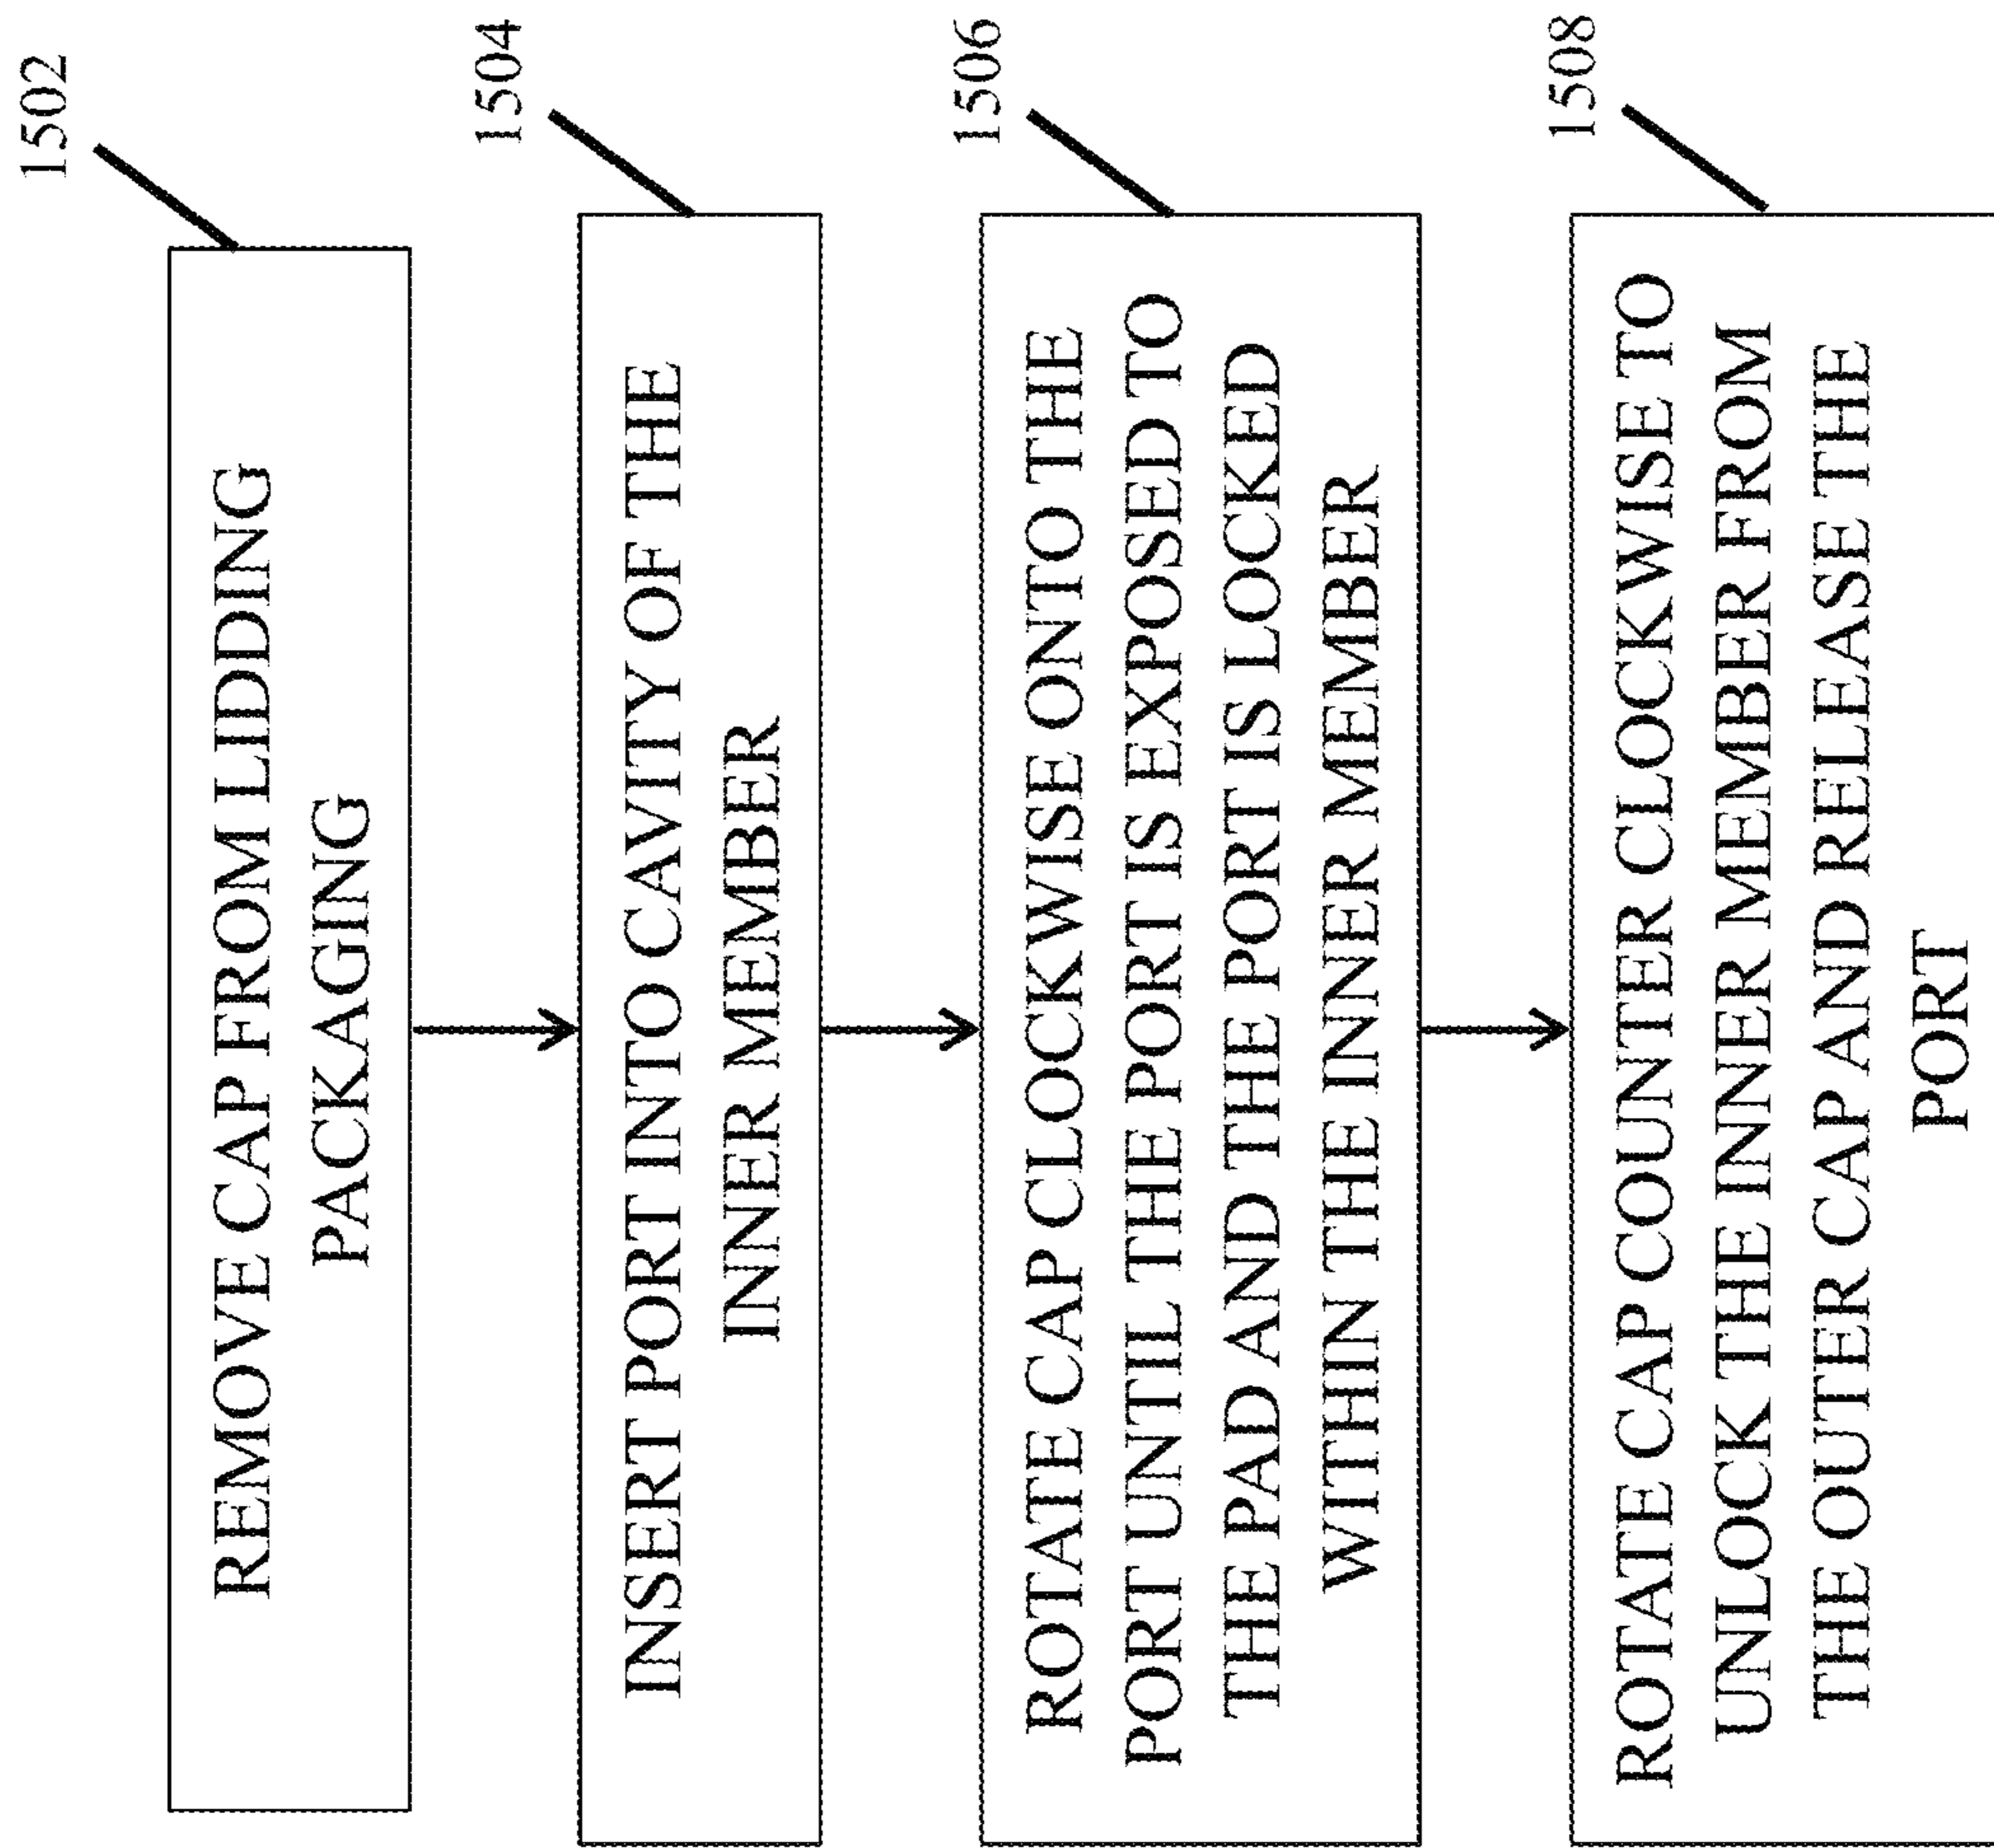 1502
REMOVE CAP FROM LIDDING
PACKAGING
1504
INSERT PORT INTO CAVITY OF THE
INNER MEMBER
1506
ROTATE CAP CLOCKWISE ONTO THE
PORT UNTIL THE PORT IS EXPOSED TO
THE PAD AND THE PORT IS LOCKED
WITHIN THE INNER MEMBER
1508
ROTATE CAP COUNTER CLOCKWISE TO
UNLOCK THE INNER MEMBER FROM
THE OUTER CAP AND RELEASE THE
PORT